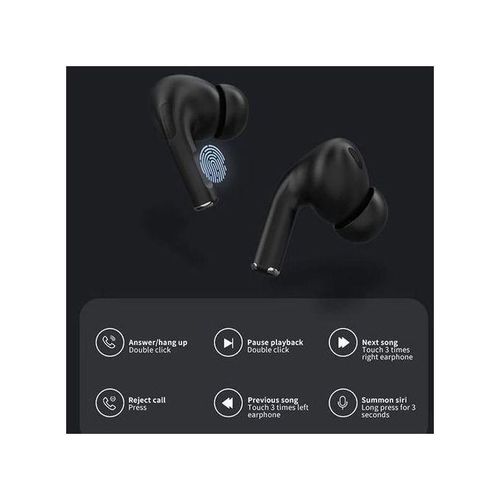 Answer/hang up
Double click
Pause playback
Double click
Next song
Touch 3 times
right earphone
Reject call
Press
Previous song
Touch 3 times left
earphone
Summon siri
Long press for 3
seconds